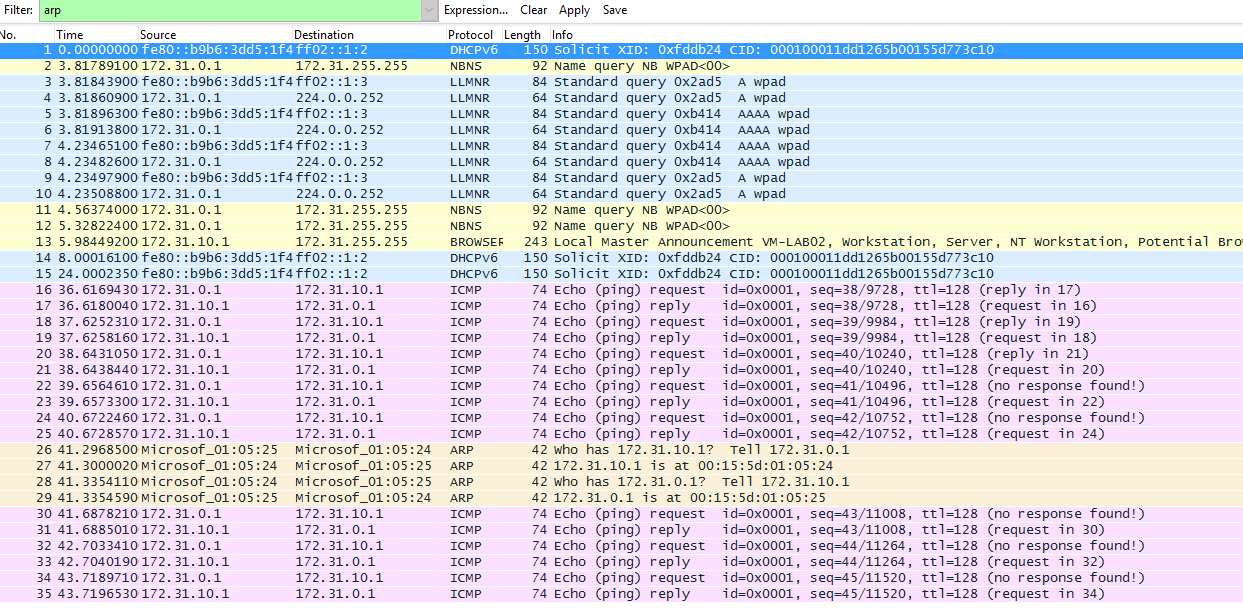 Filter: arp Expression... Clear Apply Save
No. Time Source Destination Protocol Length Info
1 0.00000000 fe80::b9b6:3dd5:1f4 ff02::1:2 DHCPv6 150 Solicit XID: 0xfddb24 CID: 000100011dd1265b00155d773c10
2 3.81789100 172.31.0.1 172.31.255.255 NBNS 92 Name query NB WPAD<00>
3 3.81843900 fe80::b9b6:3dd5:1f4 ff02::1:3 LLMNR 84 Standard query 0x2ad5 A wpad
4 3.81860900 172.31.0.1 224.0.0.252 LLMNR 64 Standard query 0x2ad5 A wpad
5 3.81896300 fe80::b9b6:3dd5:1f4 ff02::1:3 LLMNR 84 Standard query 0xb414 AAAA wpad
6 3.81913800 172.31.0.1 224.0.0.252 LLMNR 64 Standard query 0xb414 AAAA wpad
7 4.23465100 fe80::b9b6:3dd5:1f4 ff02::1:3 LLMNR 84 Standard query 0xb414 AAAA wpad
8 4.23482600 172.31.0.1 224.0.0.252 LLMNR 64 Standard query 0xb414 AAAA wpad
9 4.23497900 fe80::b9b6:3dd5:1f4 ff02::1:3 LLMNR 84 Standard query 0x2ad5 A wpad
10 4.23508800 172.31.0.1 224.0.0.252 LLMNR 64 Standard query 0x2ad5 A wpad
11 4.56374000 172.31.0.1 172.31.255.255 NBNS 92 Name query NB WPAD<00>
12 5.32822400 172.31.0.1 172.31.255.255 NBNS 92 Name query NB WPAD<00>
13 5.98449200 172.31.10.1 172.31.255.255 BROWSER 243 Local Master Announcement VM-LAB02, Workstation, Server, NT Workstation, Potential Bro
14 8.00016100 fe80::b9b6:3dd5:1f4 ff02::1:2 DHCPv6 150 Solicit XID: 0xfddb24 CID: 000100011dd1265b00155d773c10
15 24.0002350 fe80::b9b6:3dd5:1f4 ff02::1:2 DHCPv6 150 Solicit XID: 0xfddb24 CID: 000100011dd1265b00155d773c10
16 36.6169430 172.31.0.1 172.31.10.1 ICMP 74 Echo (ping) request id=0x0001, seq=38/9728, ttl=128 (reply in 17)
17 36.6180040 172.31.10.1 172.31.0.1 ICMP 74 Echo (ping) reply id=0x0001, seq=38/9728, ttl=128 (request in 16)
18 37.6252310 172.31.0.1 172.31.10.1 ICMP 74 Echo (ping) request id=0x0001, seq=39/9984, ttl=128 (reply in 19)
19 37.6258160 172.31.10.1 172.31.0.1 ICMP 74 Echo (ping) reply id=0x0001, seq=39/9984, ttl=128 (request in 18)
20 38.6431050 172.31.0.1 172.31.10.1 ICMP 74 Echo (ping) request id=0x0001, seq=40/10240, ttl=128 (reply in 21)
21 38.6438440 172.31.10.1 172.31.0.1 ICMP 74 Echo (ping) reply id=0x0001, seq=40/10240, ttl=128 (request in 20)
22 39.6564610 172.31.0.1 172.31.10.1 ICMP 74 Echo (ping) request id=0x0001, seq=41/10496, ttl=128 (no response found!)
23 39.6573300 172.31.10.1 172.31.0.1 ICMP 74 Echo (ping) reply id=0x0001, seq=41/10496, ttl=128 (request in 22)
24 40.6722460 172.31.0.1 172.31.10.1 ICMP 74 Echo (ping) request id=0x0001, seq=42/10752, ttl=128 (no response found!)
25 40.6728570 172.31.10.1 172.31.0.1 ICMP 74 Echo (ping) reply id=0x0001, seq=42/10752, ttl=128 (request in 24)
26 41.2968500 Microsof_01:05:25 Microsof_01:05:24 ARP 42 Who has 172.31.10.1? Tell 172.31.0.1
27 41.3000020 Microsof_01:05:24 Microsof_01:05:25 ARP 42 172.31.10.1 is at 00:15:5d:01:05:24
28 41.3354110 Microsof_01:05:24 Microsof_01:05:25 ARP 42 Who has 172.31.0.1? Tell 172.31.10.1
29 41.3354590 Microsof_01:05:25 Microsof_01:05:24 ARP 42 172.31.0.1 is at 00:15:5d:01:05:25
30 41.6878210 172.31.0.1 172.31.10.1 ICMP 74 Echo (ping) request id=0x0001, seq=43/11008, ttl=128 (no response found!)
31 41.6885010 172.31.10.1 172.31.0.1 ICMP 74 Echo (ping) reply id=0x0001, seq=43/11008, ttl=128 (request in 30)
32 42.7033410 172.31.0.1 172.31.10.1 ICMP 74 Echo (ping) request id=0x0001, seq=44/11264, ttl=128 (no response found!)
33 42.7040190 172.31.10.1 172.31.0.1 ICMP 74 Echo (ping) reply id=0x0001, seq=44/11264, ttl=128 (request in 32)
34 43.7189710 172.31.0.1 172.31.10.1 ICMP 74 Echo (ping) request id=0x0001, seq=45/11520, ttl=128 (no response found!)
35 43.7196530 172.31.10.1 172.31.0.1 ICMP 74 Echo (ping) reply id=0x0001, seq=45/11520, ttl=128 (request in 34)